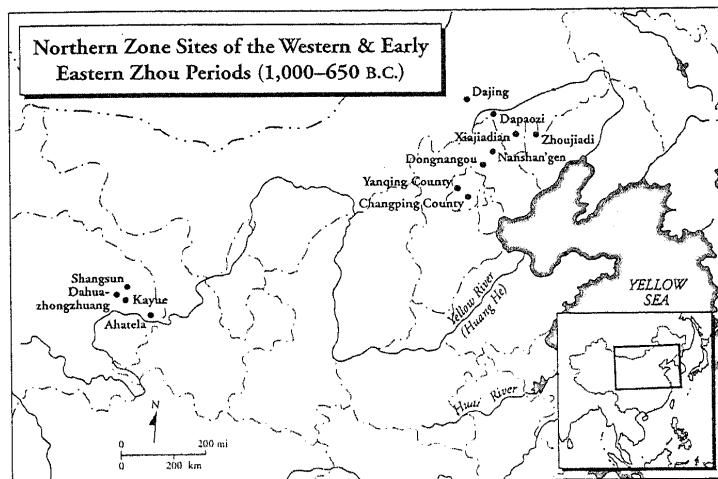 Northern Zone Sites of the Western & Early
Eastern Zhou Periods (1,000–650 B.C.)
Dajing
Dapaozi
Xiajiadian
Zhoujiadi
Dongnangou
Nanshan'gen
Yanqing County
Changping County
Shangsun
Dahua-
zhongzhuang
Kayue
Ahatela
Yellow River
(Huang He)
YELLOW
SEA
Huai River
N
0
200 mi
0
200 km